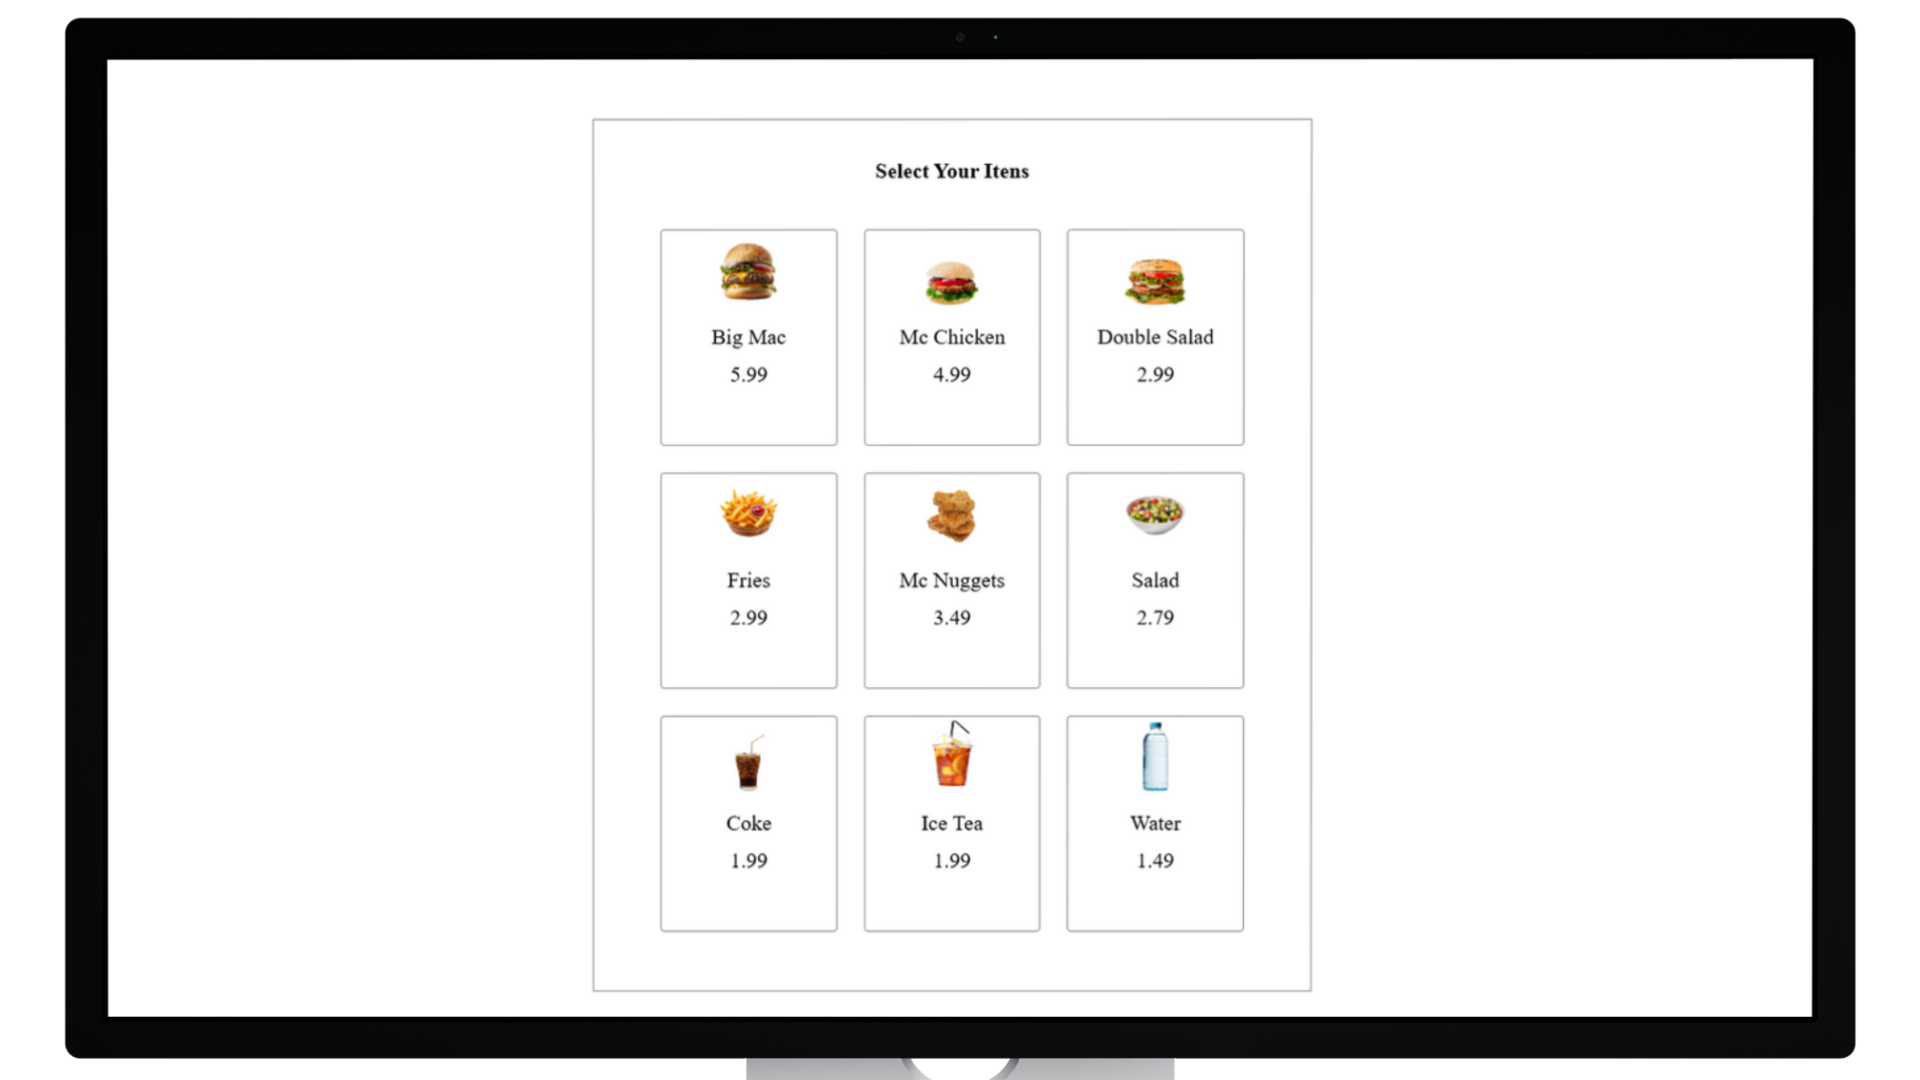 Select Your Itens
Big Mac
5.99
Mc Chicken
4.99
Double Salad
2.99
Fries
2.99
Mc Nuggets
3.49
Salad
2.79
Coke
1.99
Ice Tea
1.99
Water
1.49